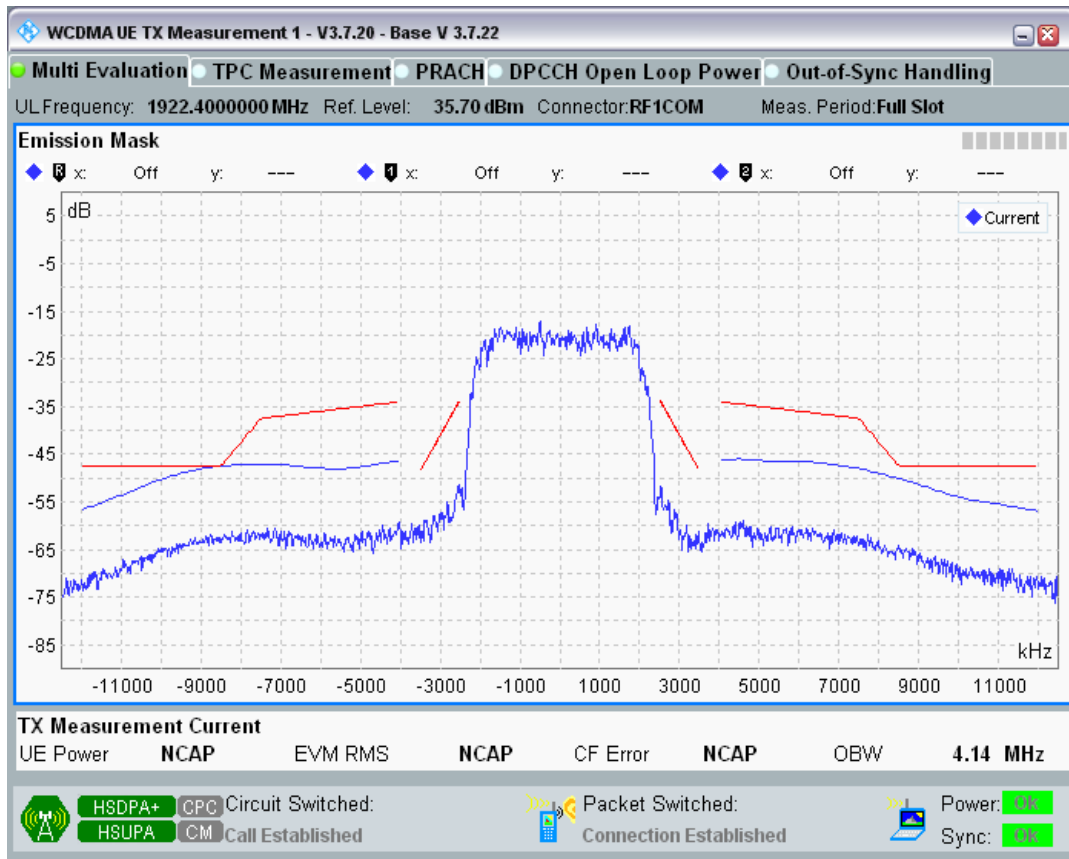 WCDMA UE TX Measurement 1 - V3.7.20 - Base V 3.7.22
Multi Evaluation TPC Measurement PRACH DPCCH Open Loop Power Out-of-Sync Handling
UL Frequency: 1922.4000000 MHz Ref. Level: 35.70 dBm Connector:RF1COM Meas. Period:Full Slot
Emission Mask
R x: Off y: --- 1 x: Off y: --- 2 x: Off y: ---
dB
Current
5
-5
-15
-25
-35
-45
-55
-65
-75
-85
kHz
-11000 -9000 -7000 -5000 -3000 -1000 1000 3000 5000 7000 9000 11000
TX Measurement Current
UE Power NCAP EVM RMS NCAP CF Error NCAP OBW 4.14 MHz
HSDPA+ CPC Circuit Switched: Packet Switched: Power: Ok
HSUPA CM Call Established Connection Established Sync: Ok